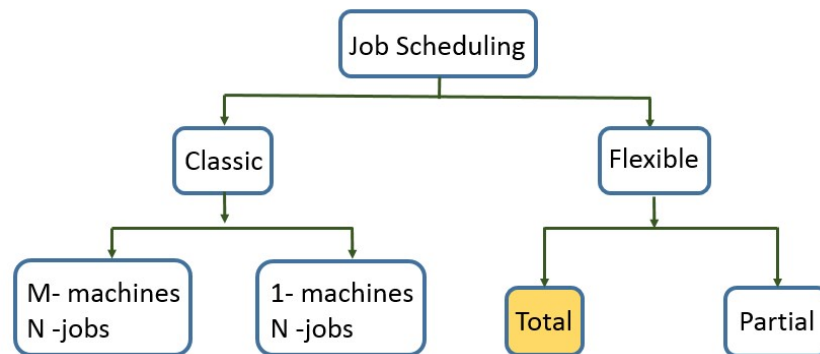 Job Scheduling
Classic
Flexible
M- machines
N -jobs
1- machines
N -jobs
Total
Partial